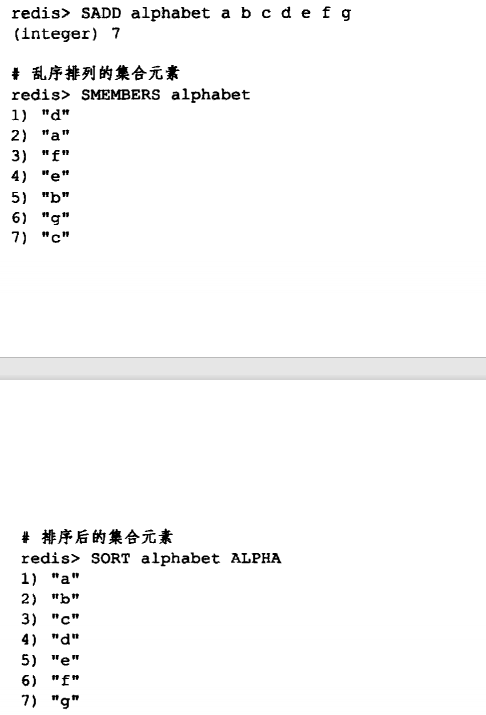 redis> SADD alphabet a b c d e f g
(integer) 7
# 乱序排列的集合元素
redis> SMEMBERS alphabet
1) "d"
2) "a"
3) "f"
4) "e"
5) "b"
6) "g"
7) "c"
# 排序后的集合元素
redis> SORT alphabet ALPHA
1) "a"
2) "b"
3) "c"
4) "d"
5) "e"
6) "f"
7) "g"